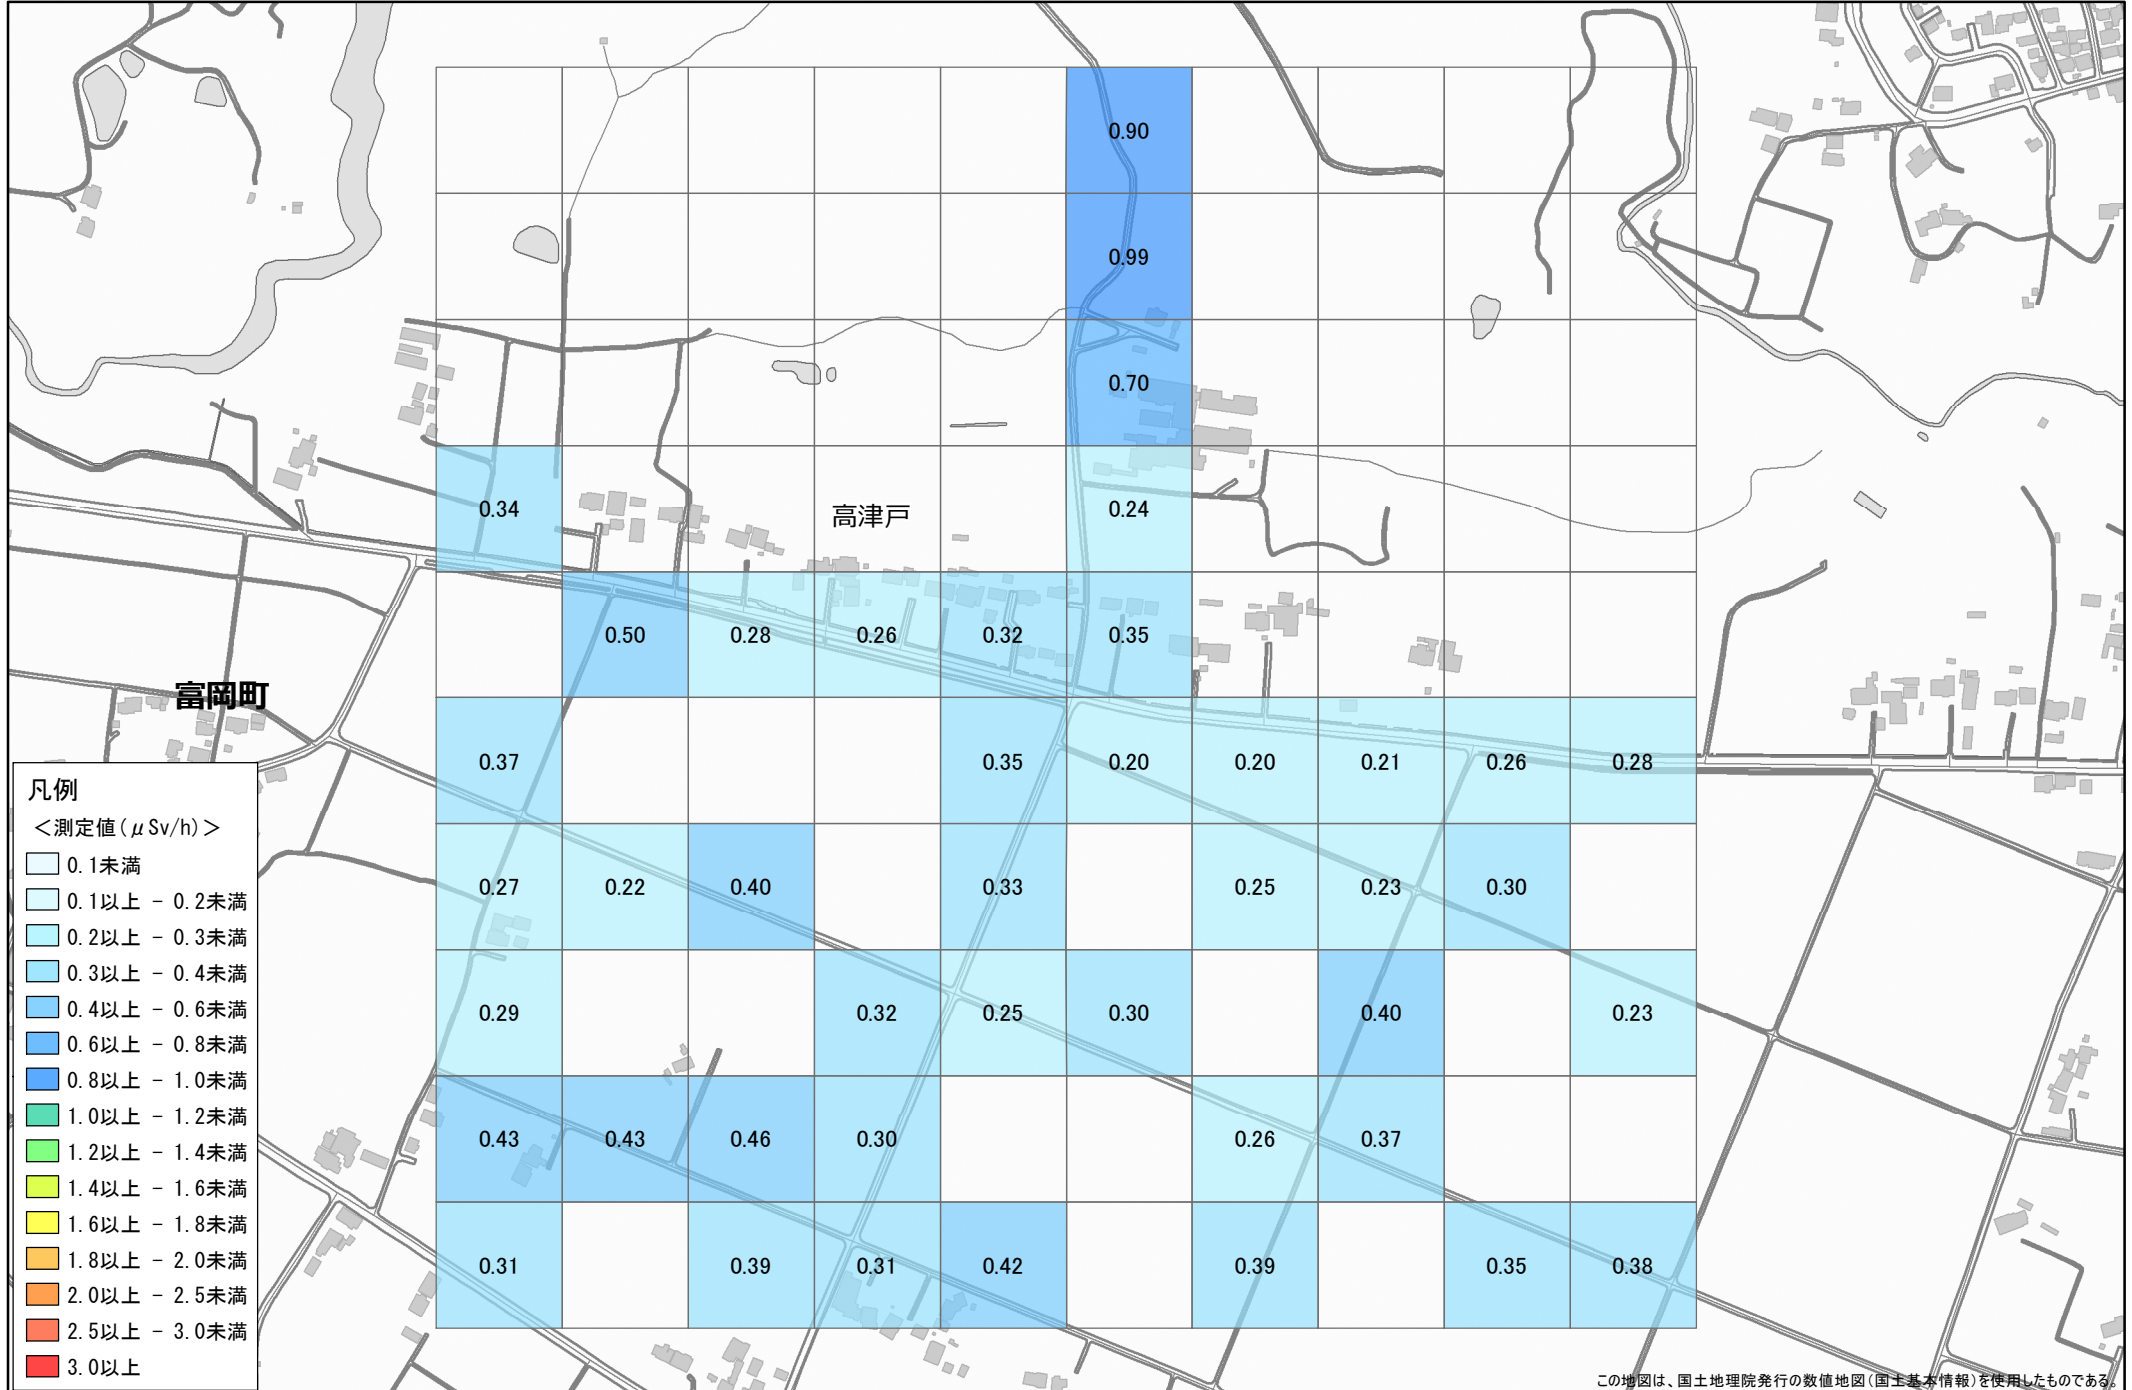 0.90
0.99
0.70
0.34
高津戸
0.24
0.50 0.28 0.26 0.32 0.35
富岡町
0.37 0.35 0.20 0.20 0.21 0.26 0.28
0.27 0.22 0.40 0.33 0.25 0.23 0.30
0.29 0.32 0.25 0.30 0.40 0.23
0.43 0.43 0.46 0.30 0.26 0.37
0.31 0.39 0.31 0.42 0.39 0.35 0.38
凡例
＜測定値(μSv/h)＞
0.1未満
0.1以上 - 0.2未満
0.2以上 - 0.3未満
0.3以上 - 0.4未満
0.4以上 - 0.6未満
0.6以上 - 0.8未満
0.8以上 - 1.0未満
1.0以上 - 1.2未満
1.2以上 - 1.4未満
1.4以上 - 1.6未満
1.6以上 - 1.8未満
1.8以上 - 2.0未満
2.0以上 - 2.5未満
2.5以上 - 3.0未満
3.0以上
この地図は、国土地理院発行の数値地図(国土基本情報)を使用したものである。